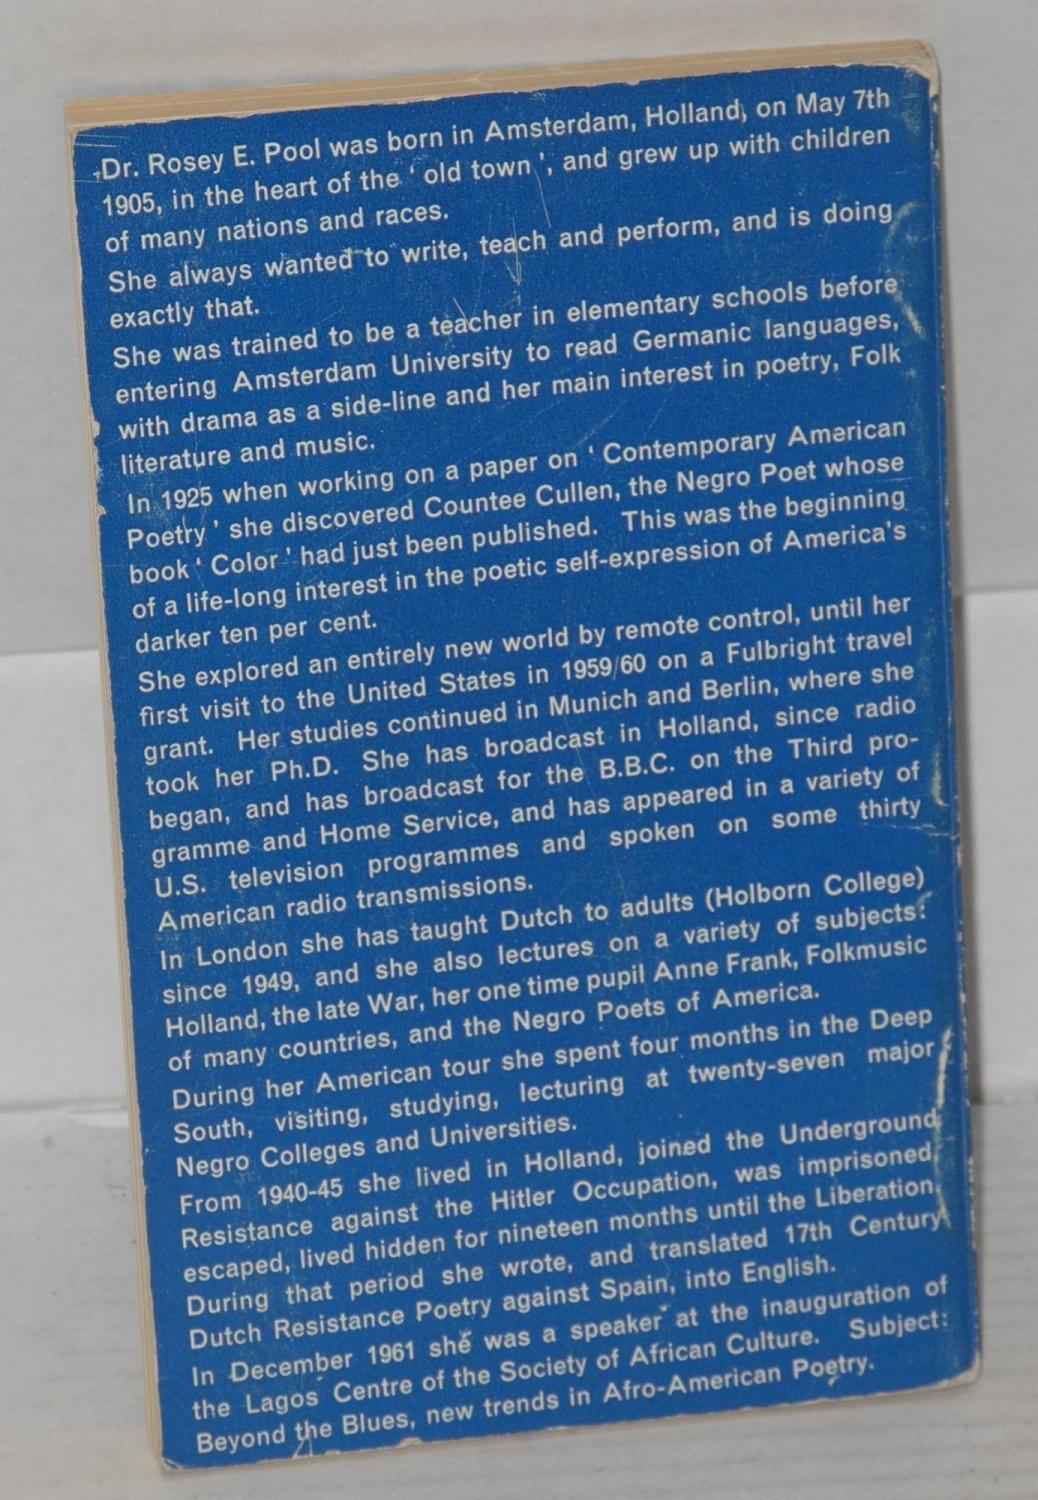 Dr. Rosey E. Pool was born in Amsterdam, Holland, on May 7th
1905, in the heart of the ‘ old town ’, and grew up with children
of many nations and races.
She always wanted to write, teach and perform, and is doing
exactly that.
She was trained to be a teacher in elementary schools before
entering Amsterdam University to read Germanic languages,
with drama as a side-line and her main interest in poetry, Folk
literature and music.
In 1925 when working on a paper on ‘ Contemporary American
Poetry ’ she discovered Countee Cullen, the Negro Poet whose
book ‘ Color ’ had just been published. This was the beginning
of a life-long interest in the poetic self-expression of America's
darker ten per cent.
She explored an entirely new world by remote control, until her
first visit to the United States in 1959/60 on a Fulbright travel
grant. Her studies continued in Munich and Berlin, where she
took her Ph.D. She has broadcast in Holland, since radio
began, and has broadcast for the B.B.C. on the Third pro-
gramme and Home Service, and has appeared in a variety of
U.S. television programmes and spoken on some thirty
American radio transmissions.
In London she has taught Dutch to adults (Holborn College)
since 1949, and she also lectures on a variety of subjects:
Holland, the late War, her one time pupil Anne Frank, Folkmusic
of many countries, and the Negro Poets of America.
During her American tour she spent four months in the Deep
South, visiting, studying, lecturing at twenty-seven major
Negro Colleges and Universities.
From 1940-45 she lived in Holland, joined the Underground
Resistance against the Hitler Occupation, was imprisoned,
escaped, lived hidden for nineteen months until the Liberation.
During that period she wrote, and translated 17th Century
Dutch Resistance Poetry against Spain, into English.
In December 1961 she was a speaker at the inauguration of
the Lagos Centre of the Society of African Culture. Subject:
Beyond the Blues, new trends in Afro-American Poetry.